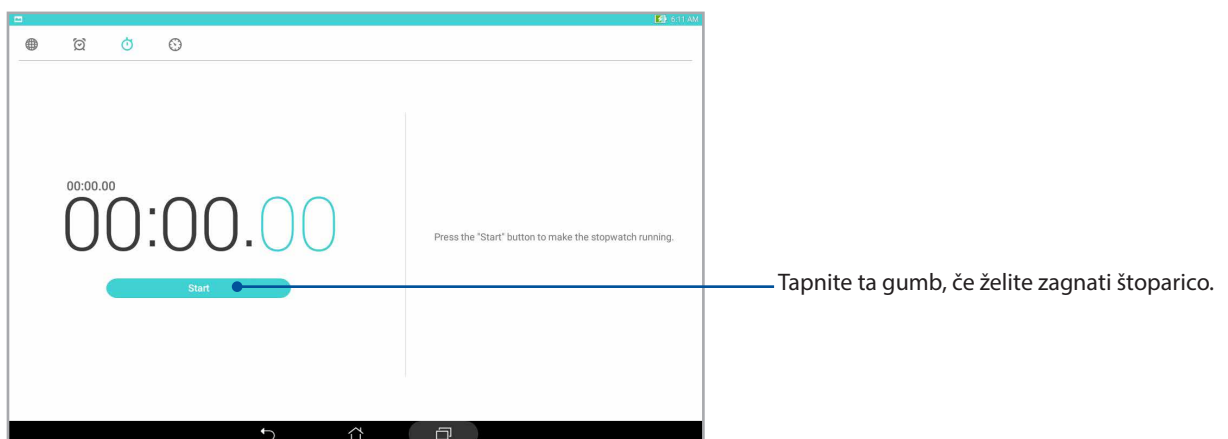 6:11 AM
00:00.00
00:00.00
Start
Press the "Start" button to make the stopwatch running.
Tapnite ta gumb, če želite zagnati štoparico.